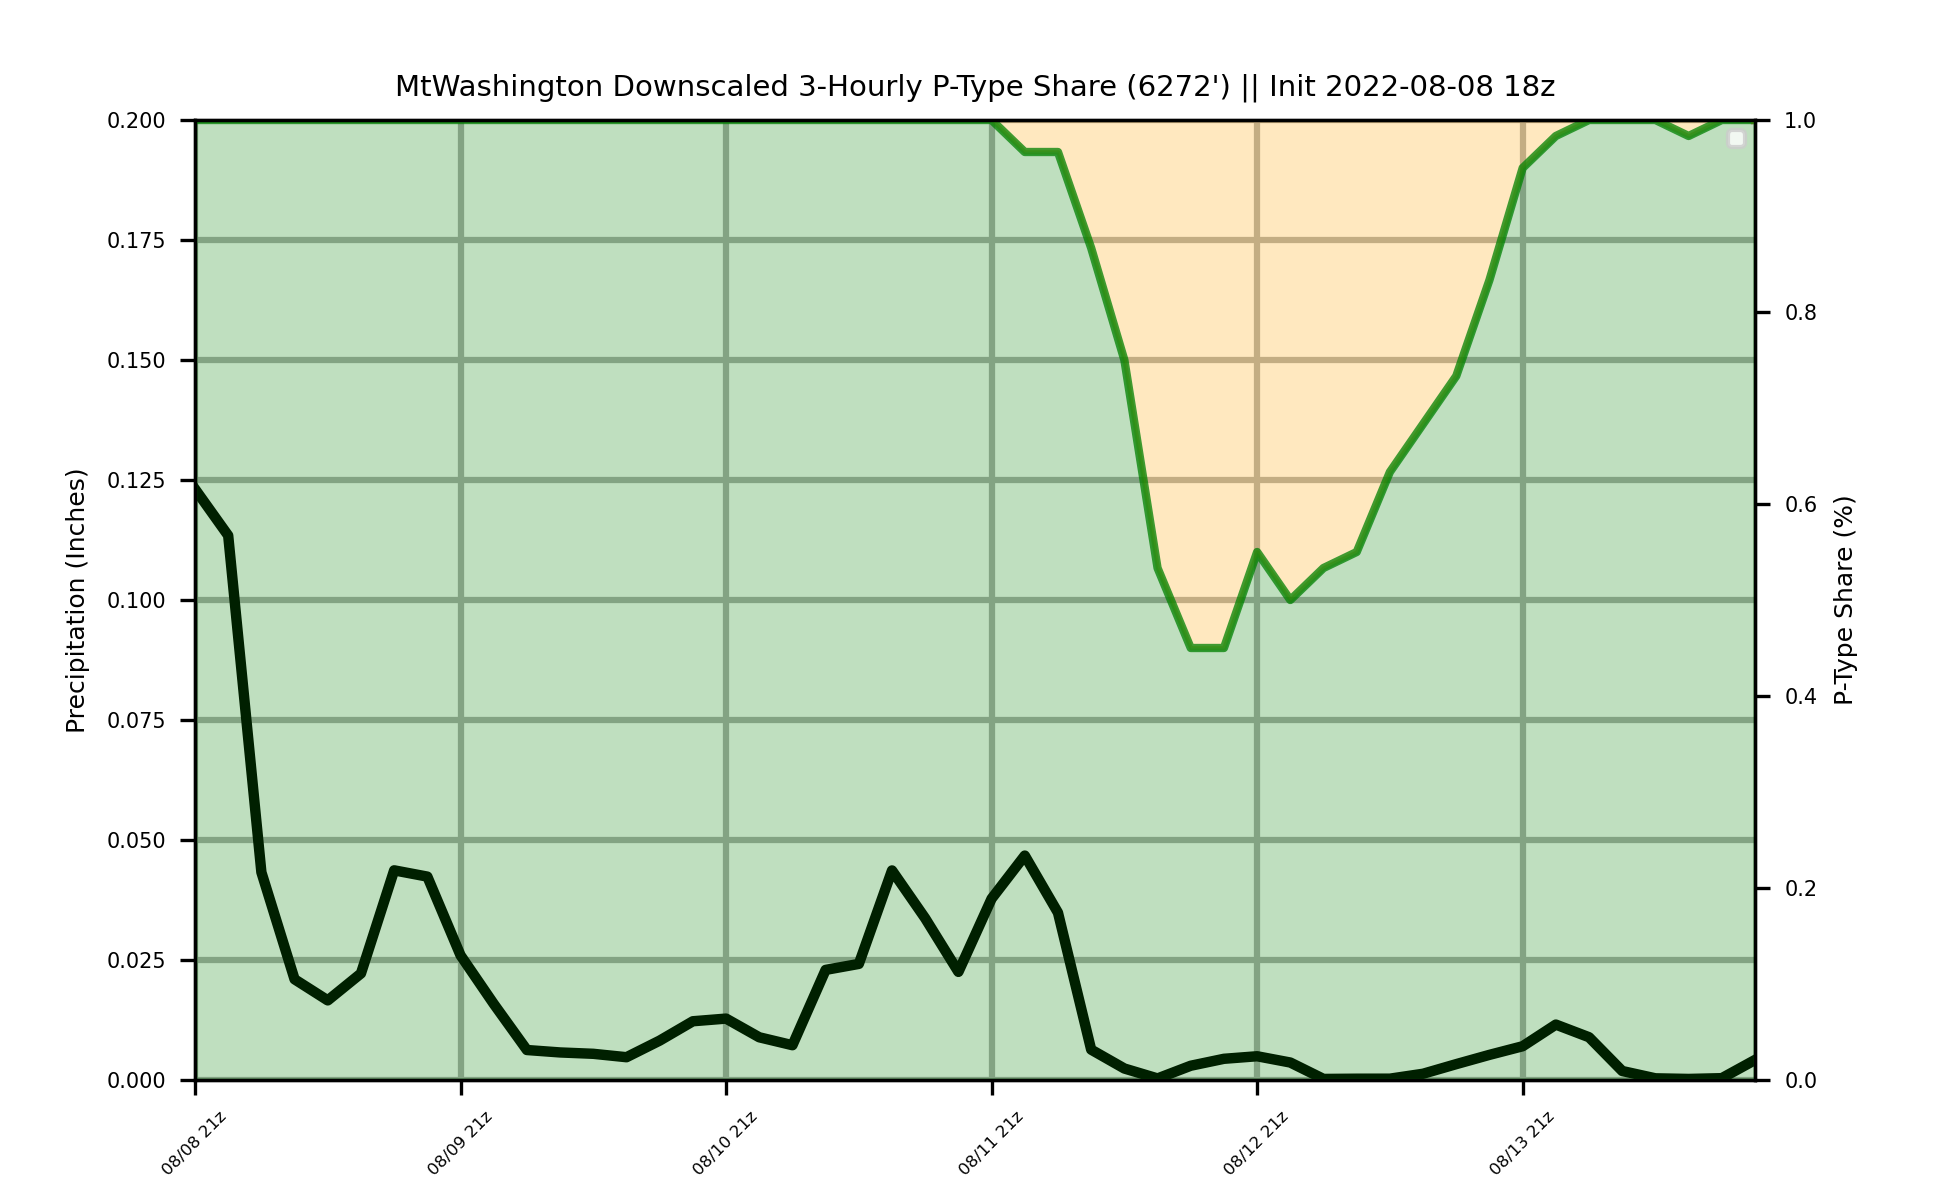 MtWashington Downscaled 3-Hourly P-Type Share (6272') || Init 2022-08-08 18z
0.200
0.175
0.150
0.125
0.100
0.075
0.050
0.025
0.000
Precipitation (Inches)
1.0
0.8
0.6
0.4
0.2
0.0
P-Type Share (%)
08/08 21z
08/09 21z
08/10 21z
08/11 21z
08/12 21z
08/13 21z